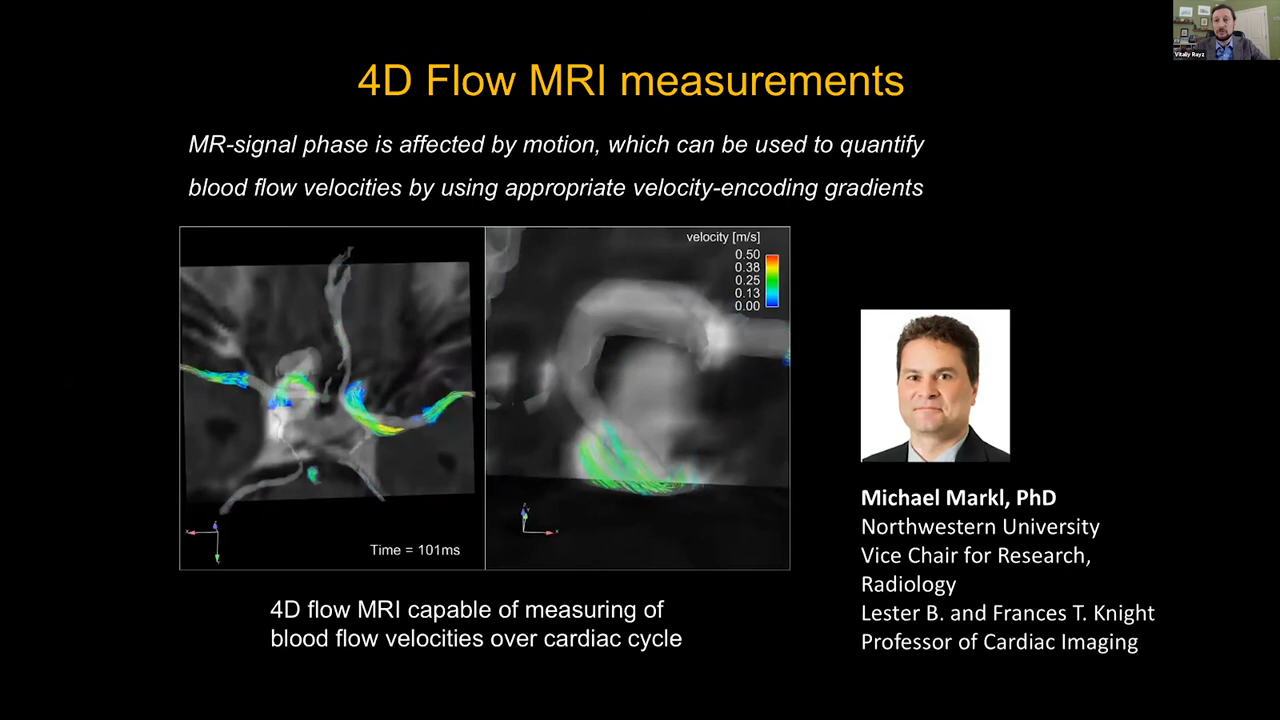 Vitaliy Rayz
4D Flow MRI measurements
MR-signal phase is affected by motion, which can be used to quantify
blood flow velocities by using appropriate velocity-encoding gradients
velocity [m/s]
0.50
0.38
0.25
0.13
0.00
Time = 101ms
4D flow MRI capable of measuring of
blood flow velocities over cardiac cycle
Michael Markl, PhD
Northwestern University
Vice Chair for Research,
Radiology
Lester B. and Frances T. Knight
Professor of Cardiac Imaging